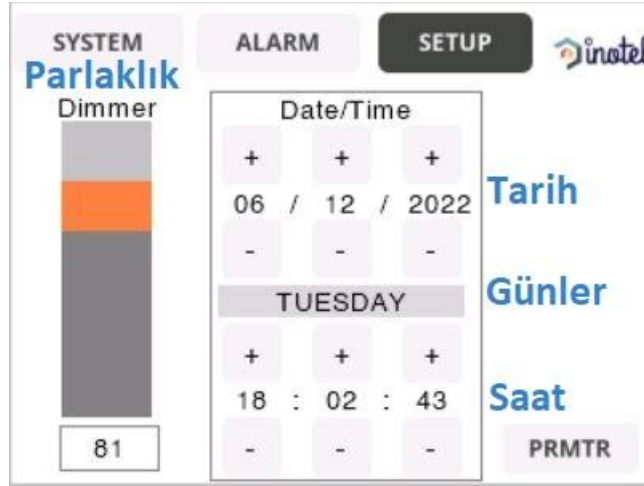 SYSTEM ALARM SETUP inotel
Parlaklık
Dimmer Date/Time
+ + +
06 / 12 / 2022 Tarih
- - -
TUESDAY Günler
+ + +
18 : 02 : 43 Saat
81 - - - PRMTR